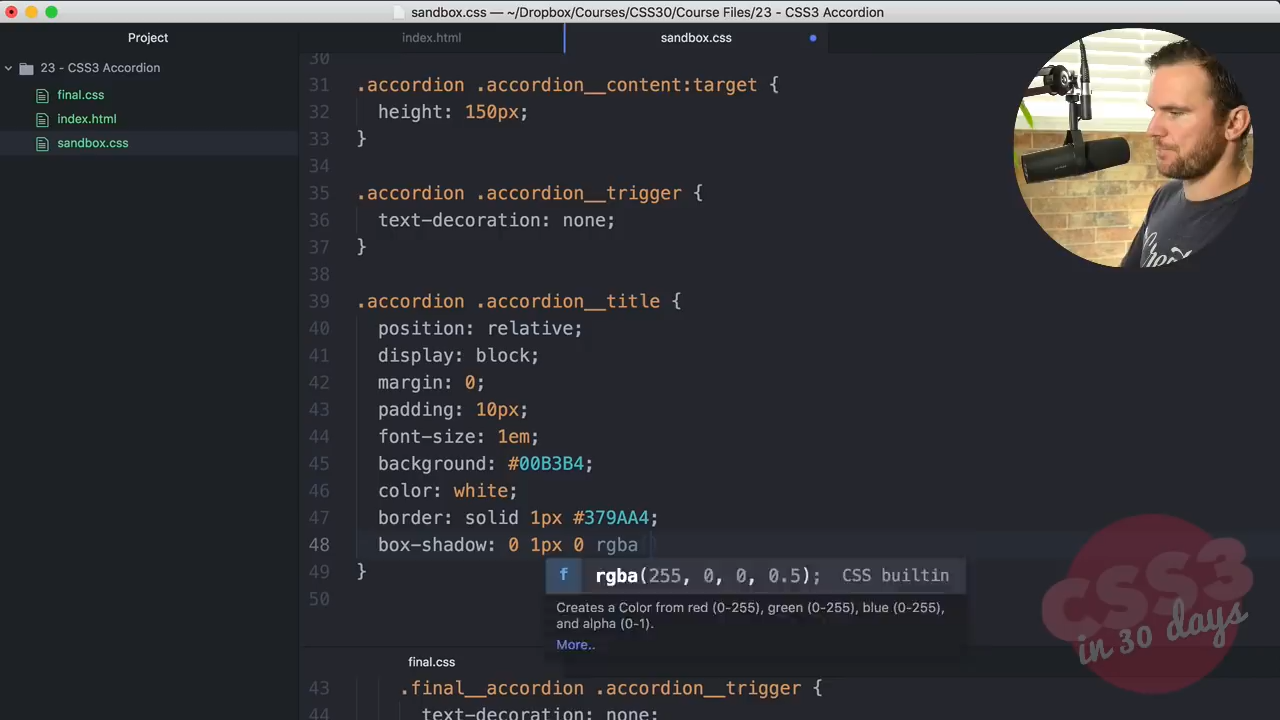 sandbox.css — ~/Dropbox/Courses/CSS30/Course Files/23 - CSS3 Accordion
Project
index.html
sandbox.css
23 - CSS3 Accordion
final.css
index.html
sandbox.css
30
31 .accordion .accordion__content:target {
32 height: 150px;
33 }
34
35 .accordion .accordion__trigger {
36 text-decoration: none;
37 }
38
39 .accordion .accordion__title {
40 position: relative;
41 display: block;
42 margin: 0;
43 padding: 10px;
44 font-size: 1em;
45 background: #00B3B4;
46 color: white;
47 border: solid 1px #379AA4;
48 box-shadow: 0 1px 0 rgba
49 }
50
f rgba(255, 0, 0, 0.5); CSS builtin
Creates a Color from red (0-255), green (0-255), blue (0-255),
and alpha (0-1).
More..
final.css
43 .final__accordion .accordion__trigger {
44 text-decoration: none;
CSS3
in 30 days